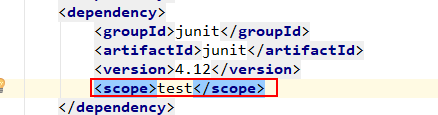 <dependency>
<groupId>junit</groupId>
<artifactId>junit</artifactId>
<version>4.12</version>
<scope>test</scope>
</dependency>